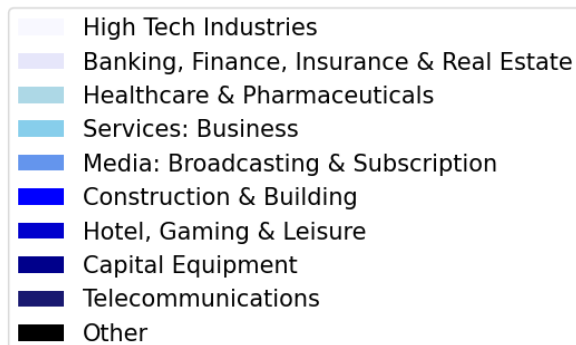 High Tech Industries
Banking, Finance, Insurance & Real Estate
Healthcare & Pharmaceuticals
Services: Business
Media: Broadcasting & Subscription
Construction & Building
Hotel, Gaming & Leisure
Capital Equipment
Telecommunications
Other